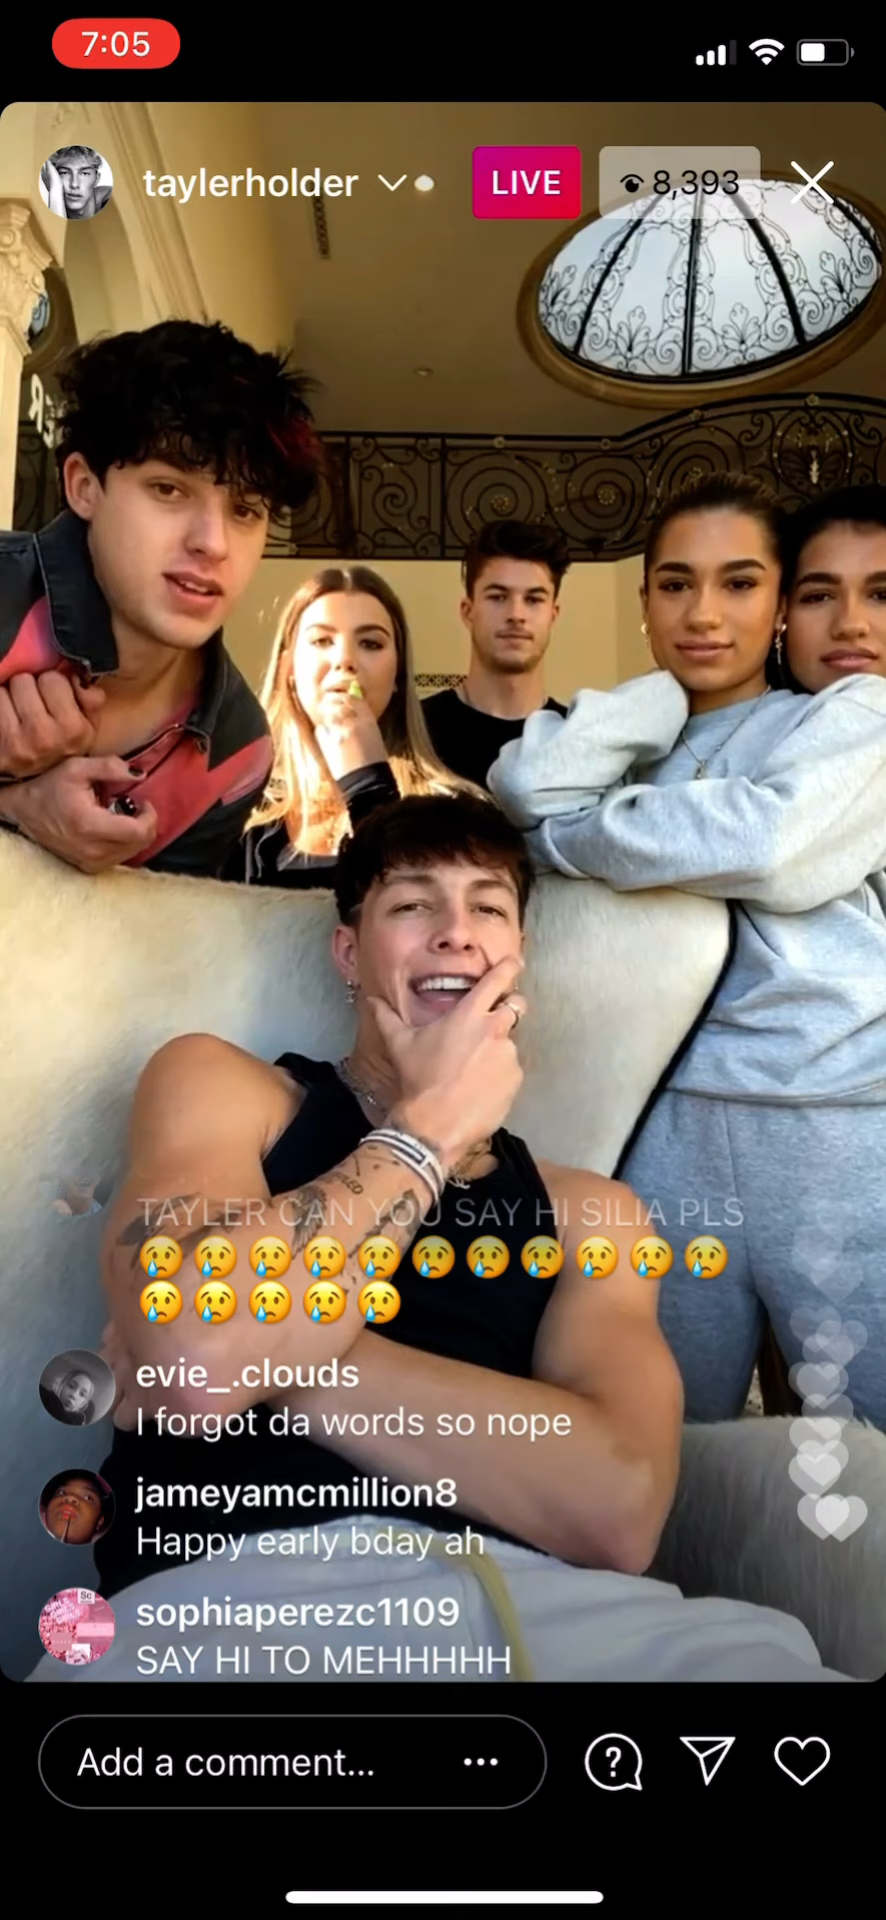 7:05
taylerholder
LIVE
8,393
TAYLER CAN YOU SAY HI SILIA PLS
😢😢😢😢😢😢😢😢😢😢😢
😢😢😢😢😢
evie_.clouds
I forgot da words so nope
jameyamcmillion8
Happy early bday ah
sophiaperezc1109
SAY HI TO MEHHHHH
Add a comment...